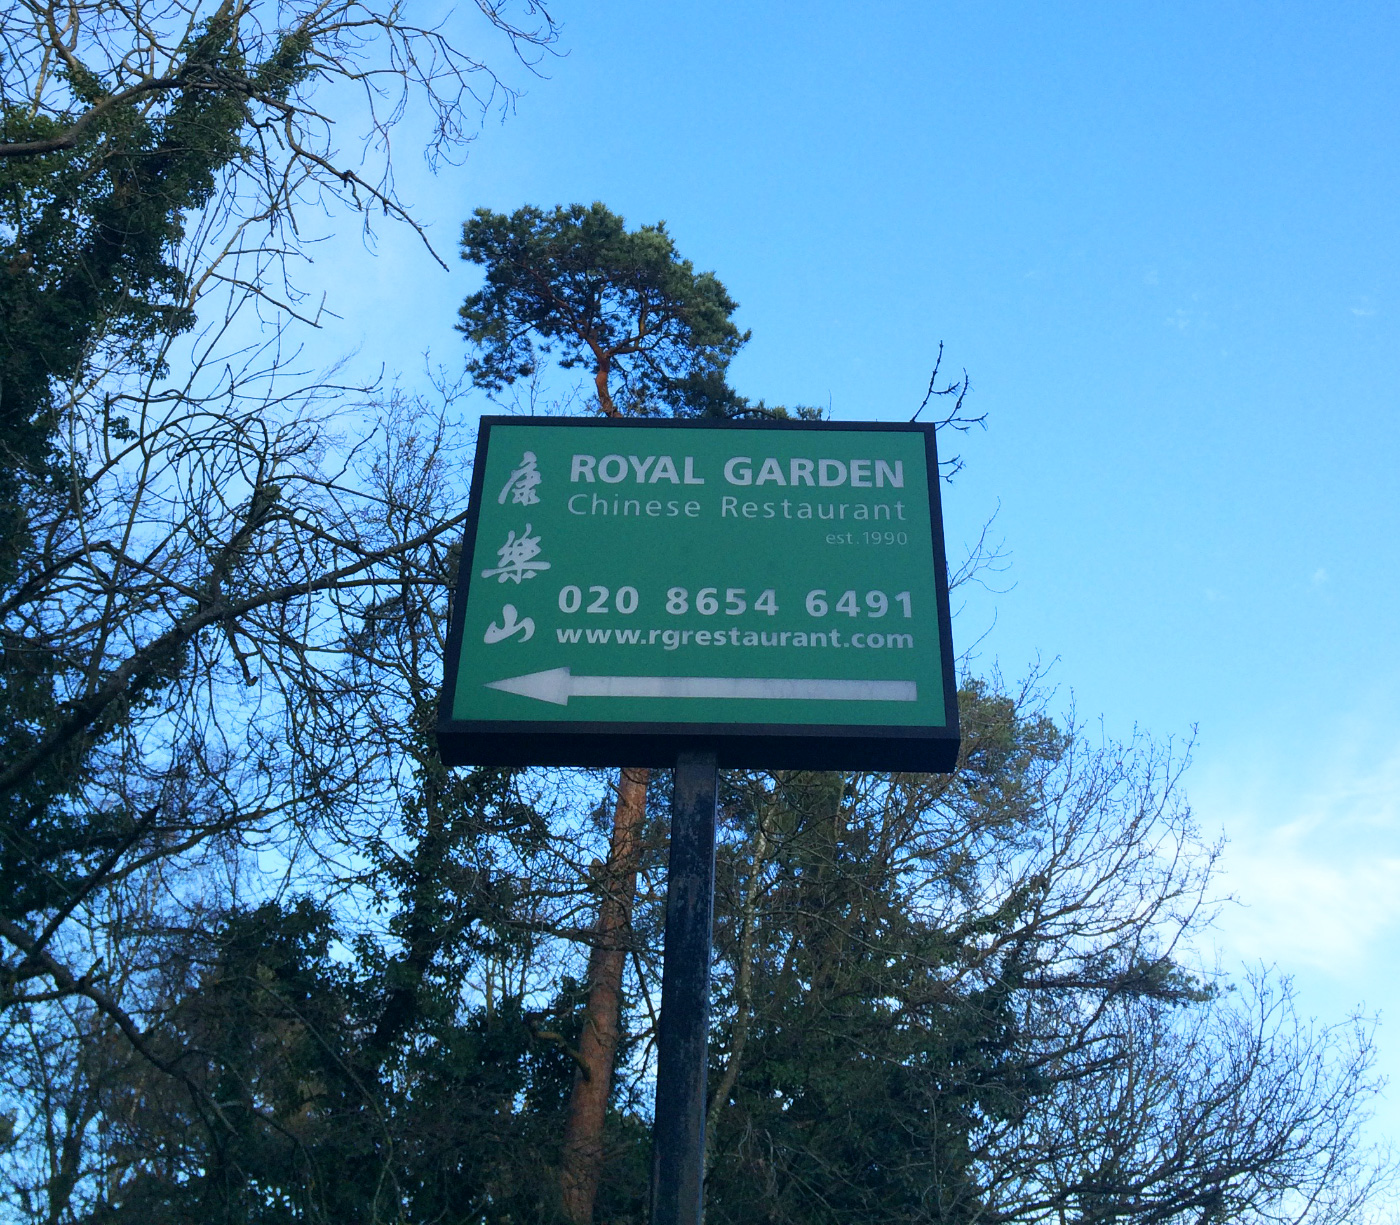 康樂山
ROYAL GARDEN
Chinese Restaurant
est.1990
020 8654 6491
www.rgrestaurant.com